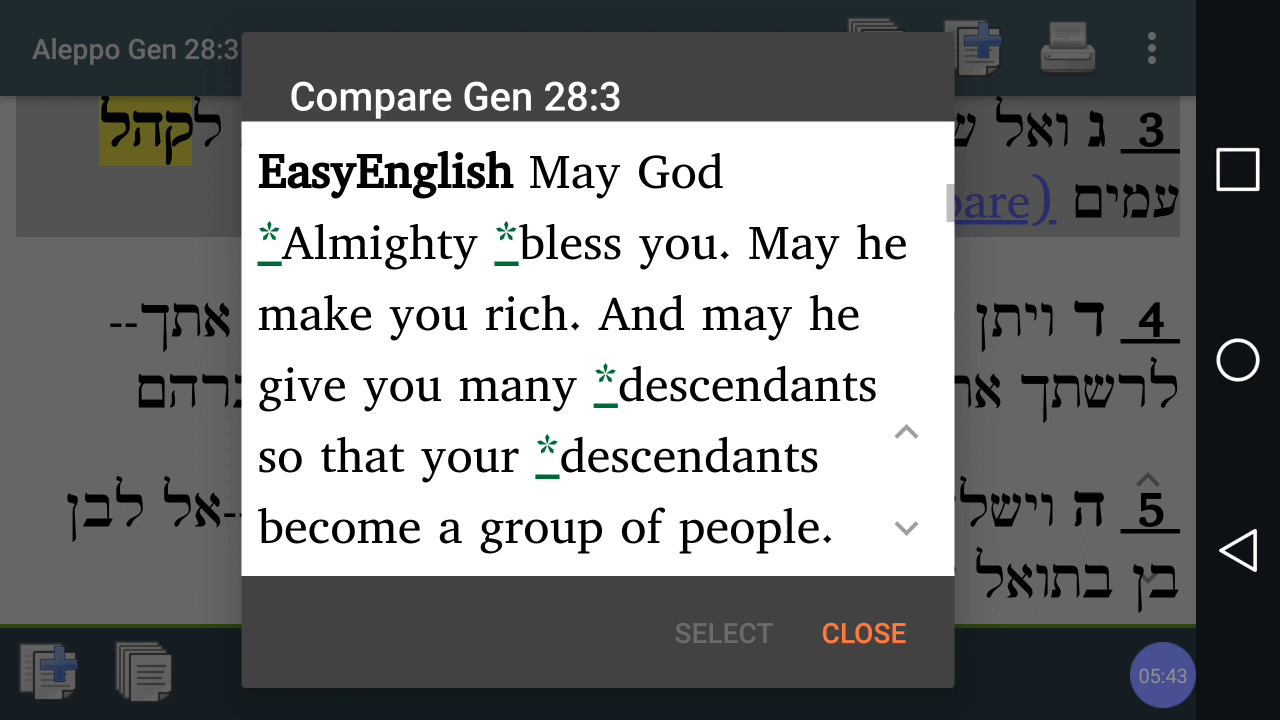 Aleppo Gen 28:3
Compare Gen 28:3
EasyEnglish May God
*Almighty *bless you. May he
make you rich. And may he
give you many *descendants
so that your *descendants
become a group of people.
SELECT CLOSE
3 ג ואל לקהל
עמים pare)
4 ד ויתן אתך--
לרשתך
5 ה --אל לבן
בן בתואל
05:43